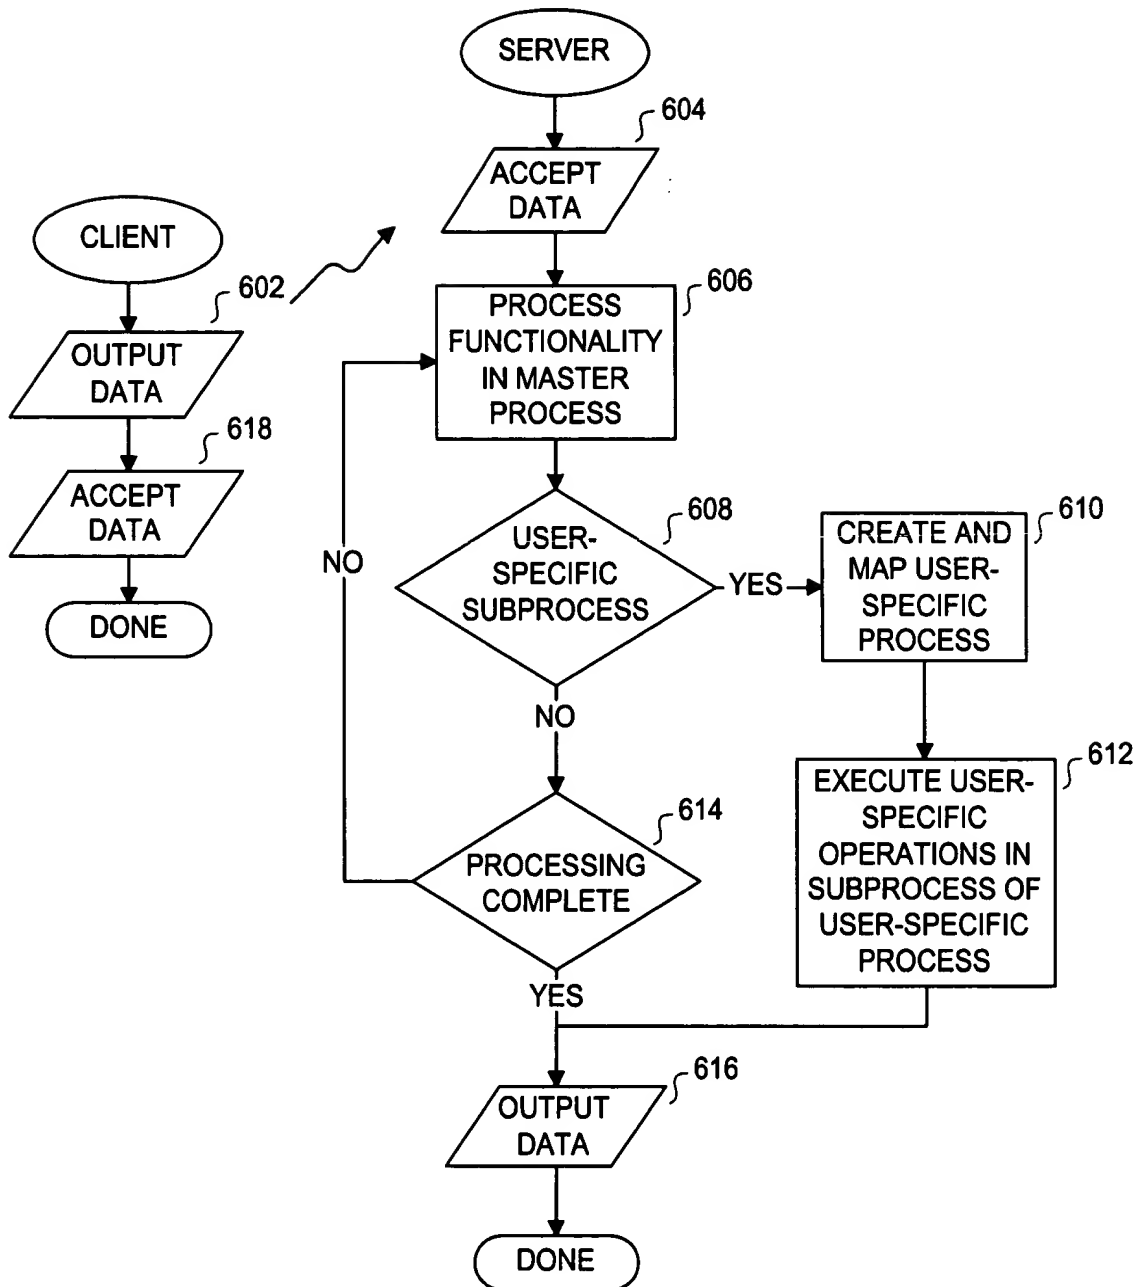 SERVER
604
ACCEPT
DATA
CLIENT
602
OUTPUT
DATA
618
ACCEPT
DATA
DONE
606
PROCESS
FUNCTIONALITY
IN MASTER
PROCESS
608
USER-
SPECIFIC
SUBPROCESS
YES
610
CREATE AND
MAP USER-
SPECIFIC
PROCESS
NO
NO
612
EXECUTE USER-
SPECIFIC
OPERATIONS IN
SUBPROCESS OF
USER-SPECIFIC
PROCESS
614
PROCESSING
COMPLETE
YES
616
OUTPUT
DATA
DONE